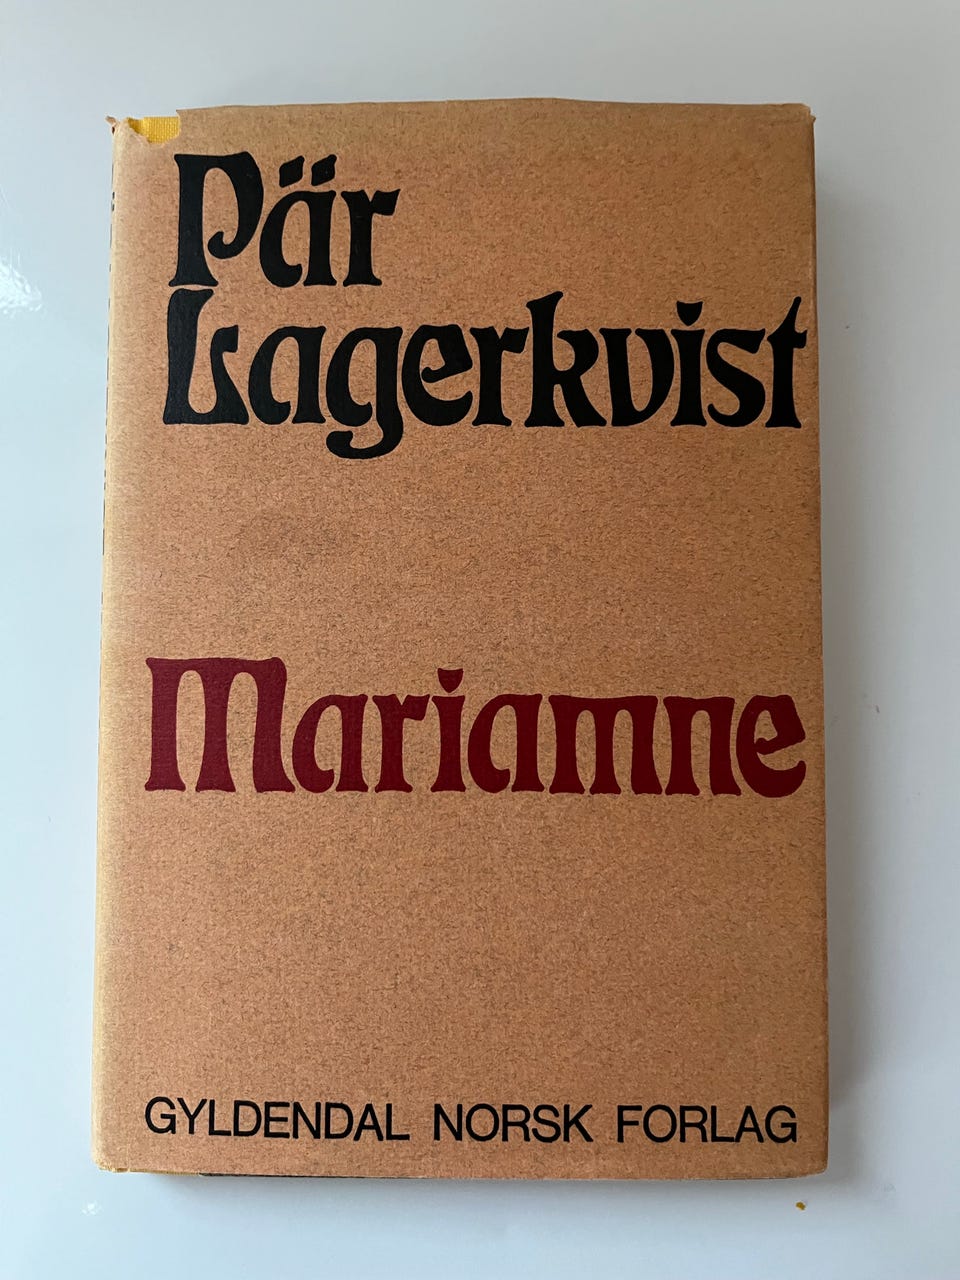 Pär
Lagerkvist
Mariamne
GYLDENDAL NORSK FORLAG